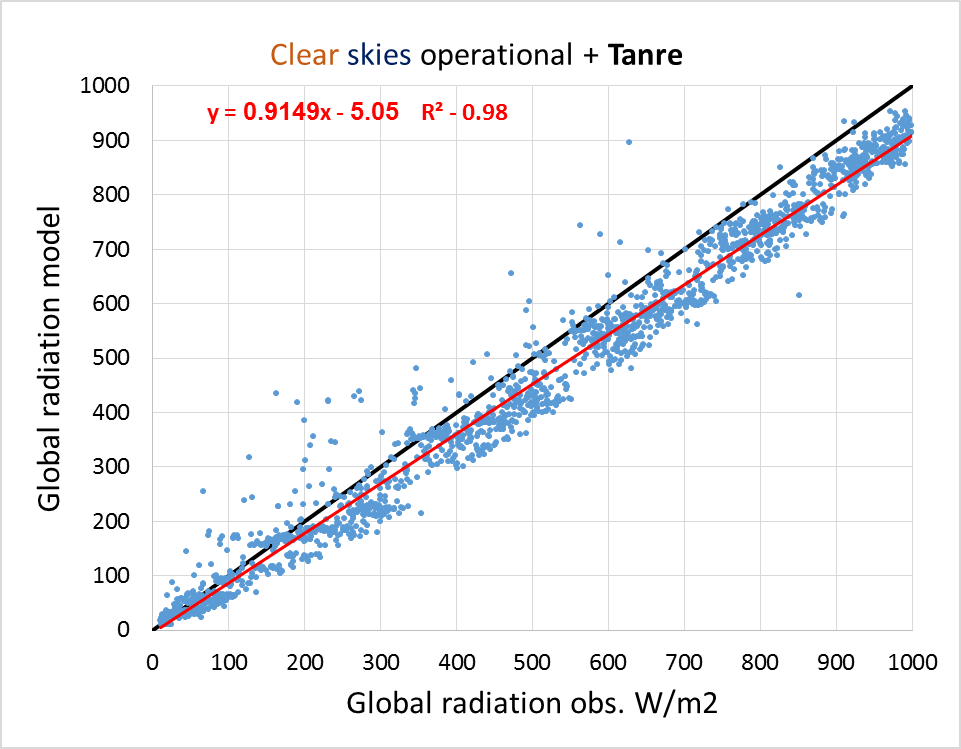 Clear skies operational + Tanre
y = 0.9149x - 5.05 R² - 0.98
Global radiation model
1000
900
800
700
600
500
400
300
200
100
0
0 100 200 300 400 500 600 700 800 900 1000
Global radiation obs. W/m2